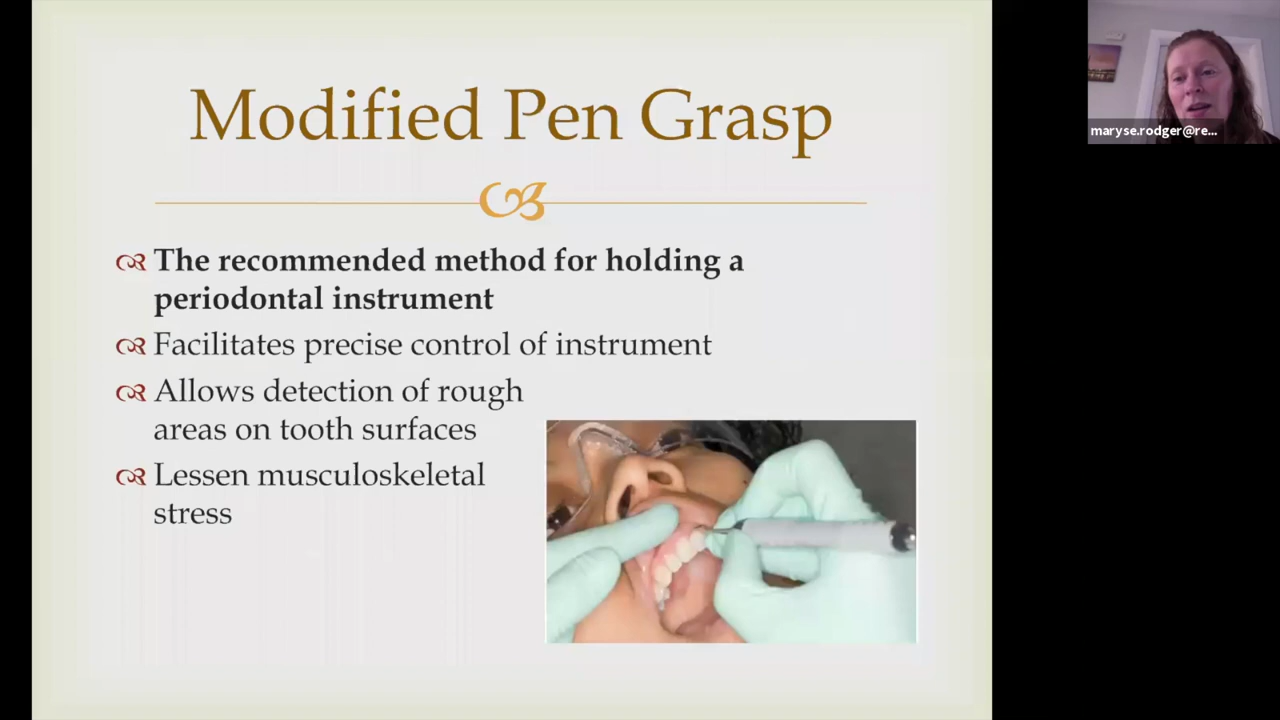 Modified Pen Grasp
The recommended method for holding a
periodontal instrument
Facilitates precise control of instrument
Allows detection of rough
areas on tooth surfaces
Lessen musculoskeletal
stress
maryse.rodger@re...